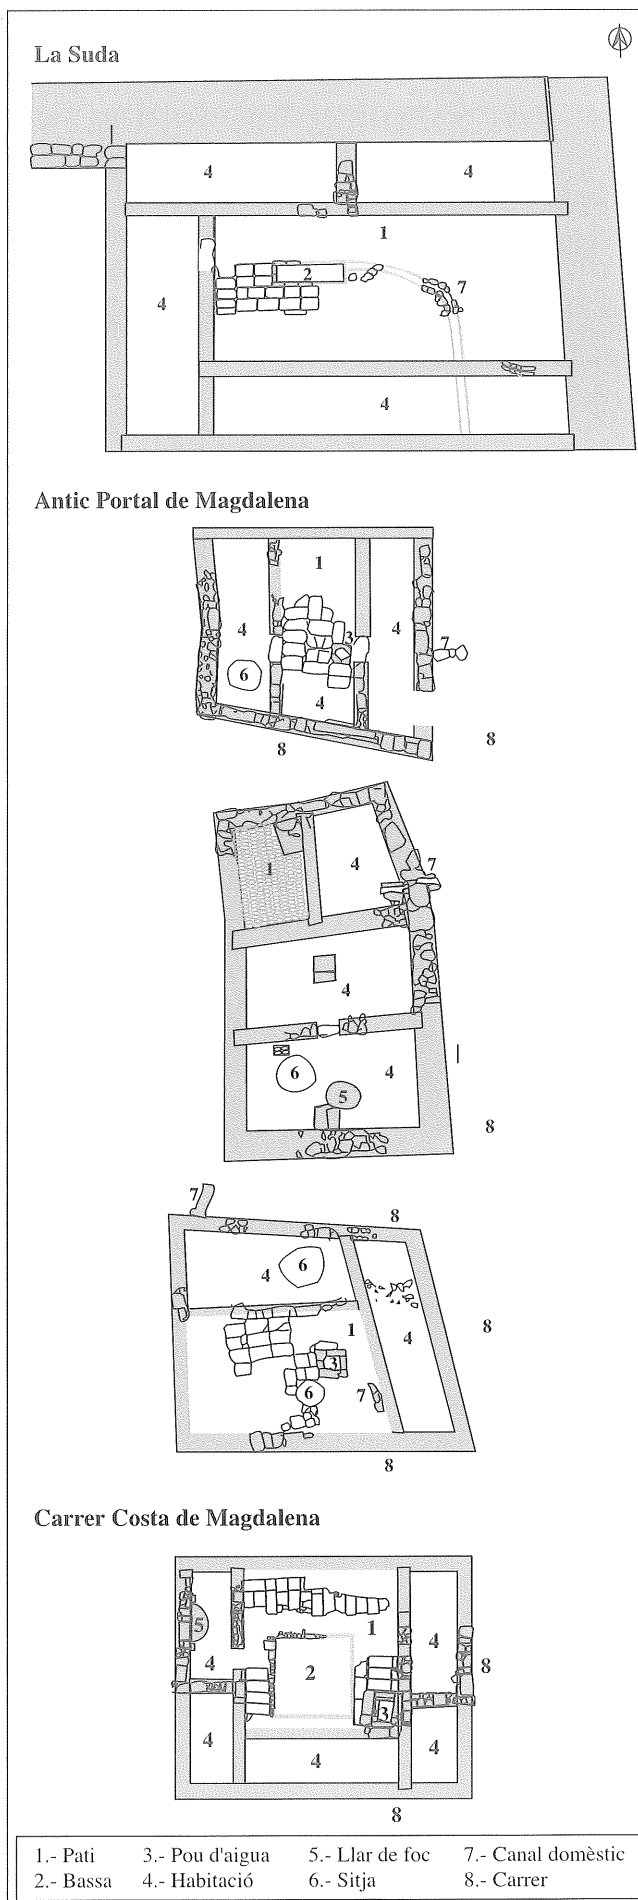 La Suda
4 4
1
2
7
4
4
Antic Portal de Magdalena
1
4 3 4 7
6
4
8 8
1 4 7
4
6 4
5
8
7 8
6
4
1 4 8
3
6 7
8
Carrer Costa de Magdalena
5 1 4
4 2 8
3
4 4 4
8
1.- Pati 3.- Pou d'aigua 5.- Llar de foc 7.- Canal domèstic
2.- Bassa 4.- Habitació 6.- Sitja 8.- Carrer